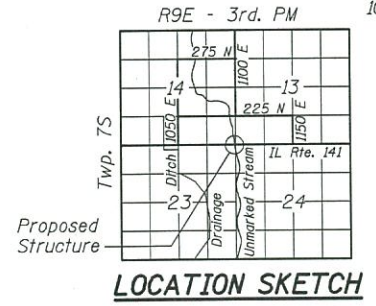 R9E - 3rd. PM
10
275 N
1100 E
14
13
1050 E
225 N
1150 E
Twp. 7S
IL Rte. 141
Ditch
23
24
Drainage
Unmarked Stream
Proposed
Structure
LOCATION SKETCH